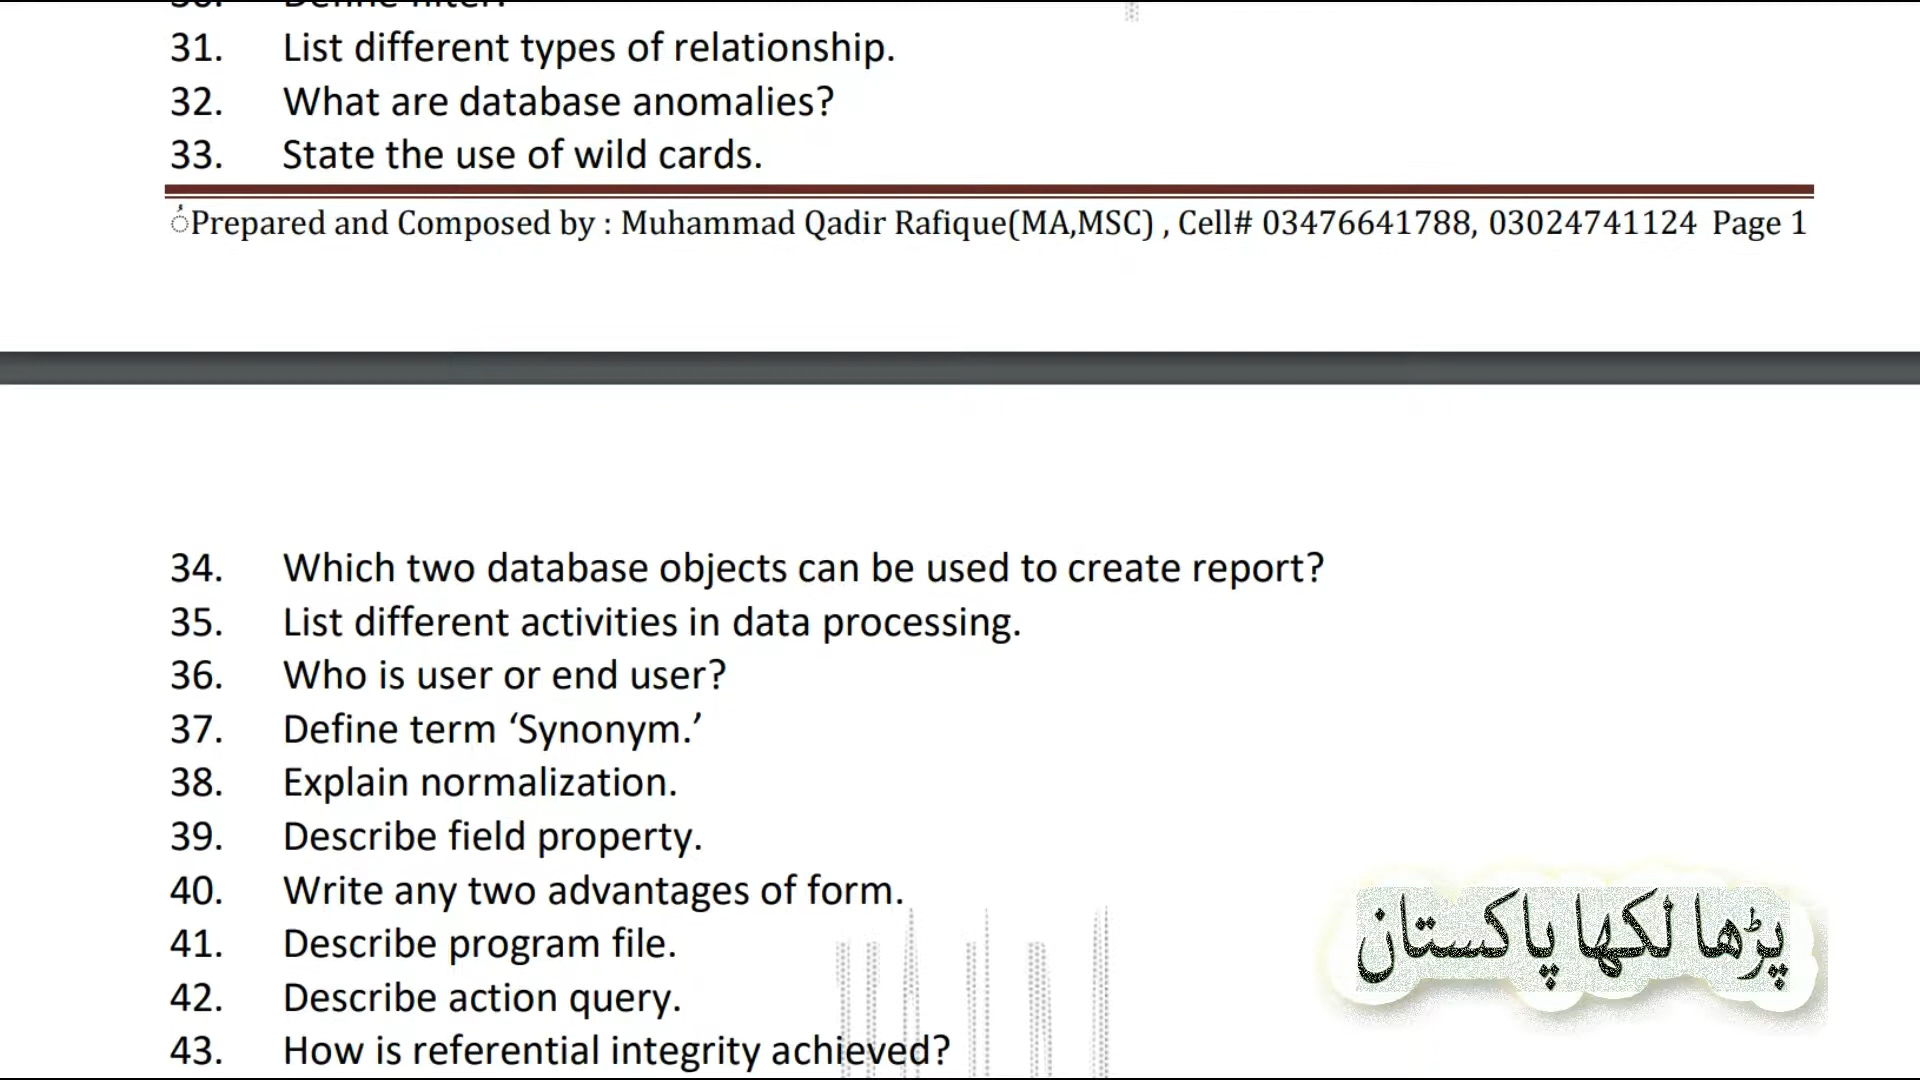 30. Define filter.
31. List different types of relationship.
32. What are database anomalies?
33. State the use of wild cards.
Prepared and Composed by : Muhammad Qadir Rafique(MA,MSC) , Cell# 03476641788, 03024741124 Page 1
34. Which two database objects can be used to create report?
35. List different activities in data processing.
36. Who is user or end user?
37. Define term ‘Synonym.’
38. Explain normalization.
39. Describe field property.
40. Write any two advantages of form.
41. Describe program file.
42. Describe action query.
43. How is referential integrity achieved?
پڑھا لکھا پاکستان